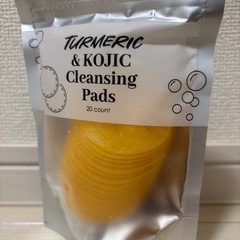 TURMERIC
& KOJIC
Cleansing
Pads
20 count